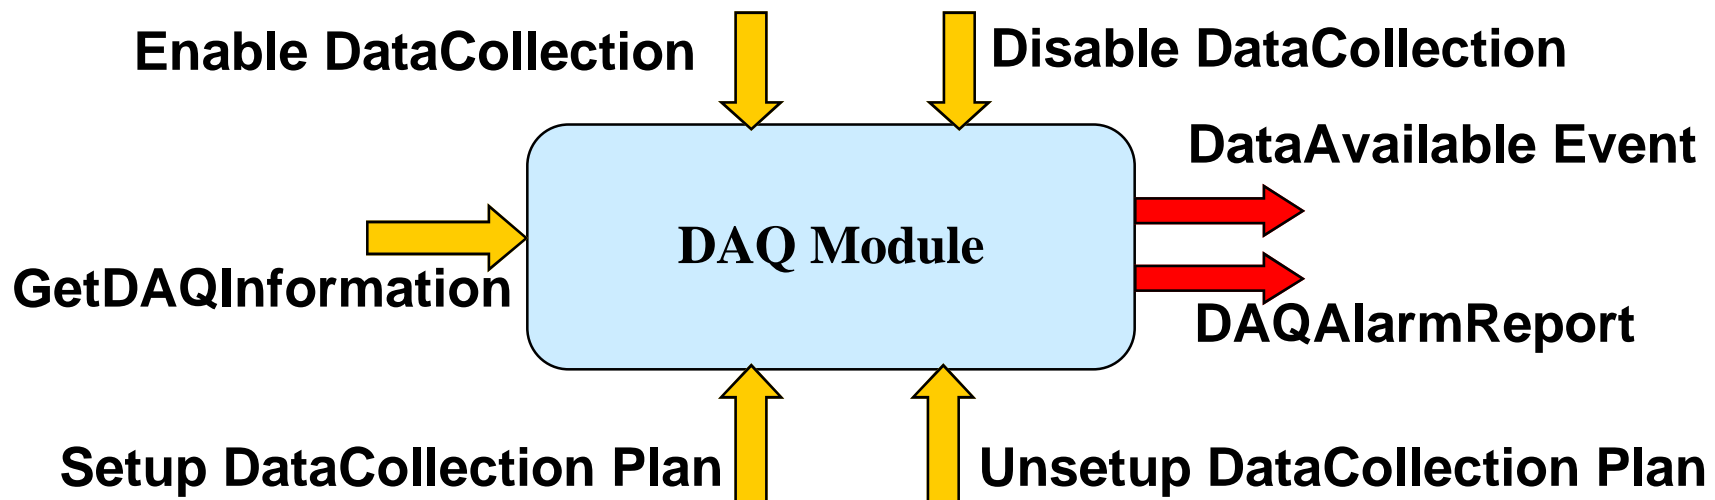 Enable DataCollection
Disable DataCollection
DataAvailable Event
DAQ Module
GetDAQInformation
DAQAlarmReport
Setup DataCollection Plan
Unsetup DataCollection Plan